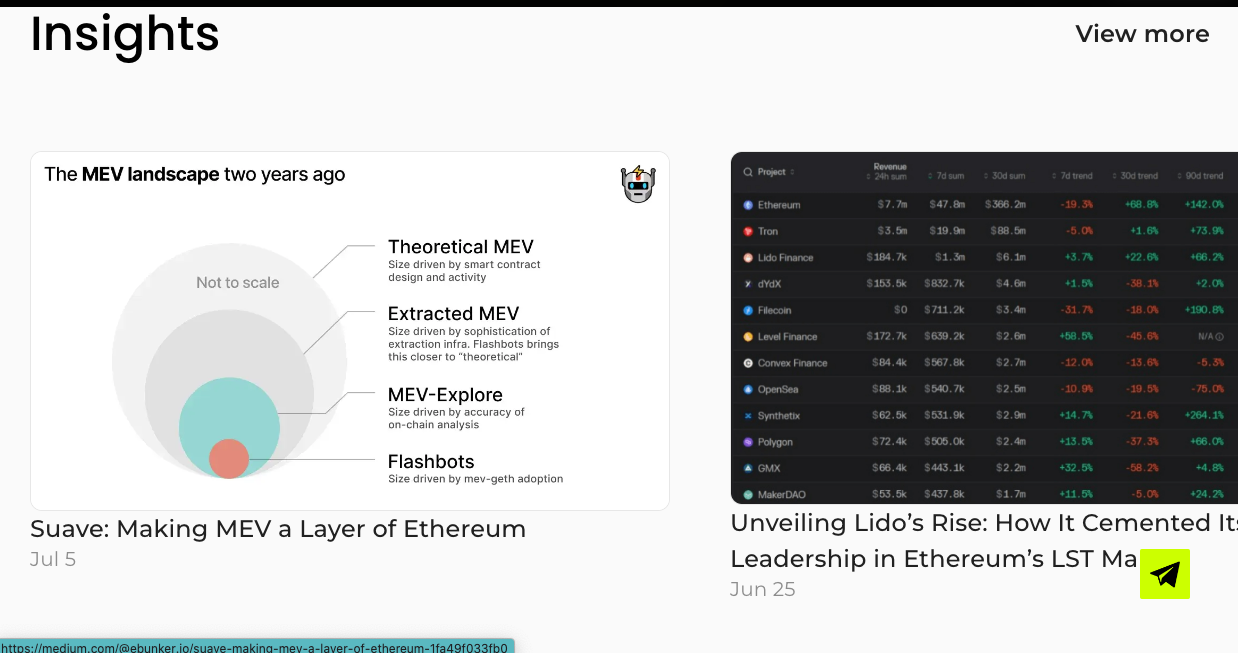 Insights
View more
The MEV landscape two years ago
Not to scale
Theoretical MEV
Size driven by smart contract
design and activity
Extracted MEV
Size driven by sophistication of
extraction infra. Flashbots brings
this closer to “theoretical”
MEV-Explore
Size driven by accuracy of
on-chain analysis
Flashbots
Size driven by mev-geth adoption
Suave: Making MEV a Layer of Ethereum
Jul 5
Project Revenue 24h sum 7d sum 30d sum 7d trend 30d trend 90d trend
Ethereum $7.7m $47.8m $366.2m -19.3% +68.8% +142.0%
Tron $3.5m $19.9m $88.5m -5.0% +1.6% +73.9%
Lido Finance $184.7k $1.3m $6.1m +3.7% +22.6% +66.2%
dYdX $153.5k $832.7k $4.6m +1.5% -38.1% +2.0%
Filecoin $0 $711.2k $3.4m -31.7% -18.0% +190.8%
Level Finance $172.7k $639.2k $2.6m +58.5% -45.6% N/A
Convex Finance $84.4k $567.8k $2.7m -12.0% -13.6% -5.3%
OpenSea $88.1k $540.7k $2.5m -10.9% -19.5% -75.0%
Synthetix $62.5k $531.9k $2.9m +14.7% -21.6% +264.1%
Polygon $72.4k $505.0k $2.4m +13.5% -37.3% +66.0%
GMX $66.4k $443.1k $2.2m +32.5% -58.2% +4.8%
MakerDAO $53.5k $437.8k $1.7m +11.5% -5.0% +24.2%
Unveiling Lido’s Rise: How It Cemented Its
Leadership in Ethereum’s LST Ma
Jun 25
https://medium.com/@ebunker.io/suave-making-mev-a-layer-of-ethereum-1fa49f033fb0